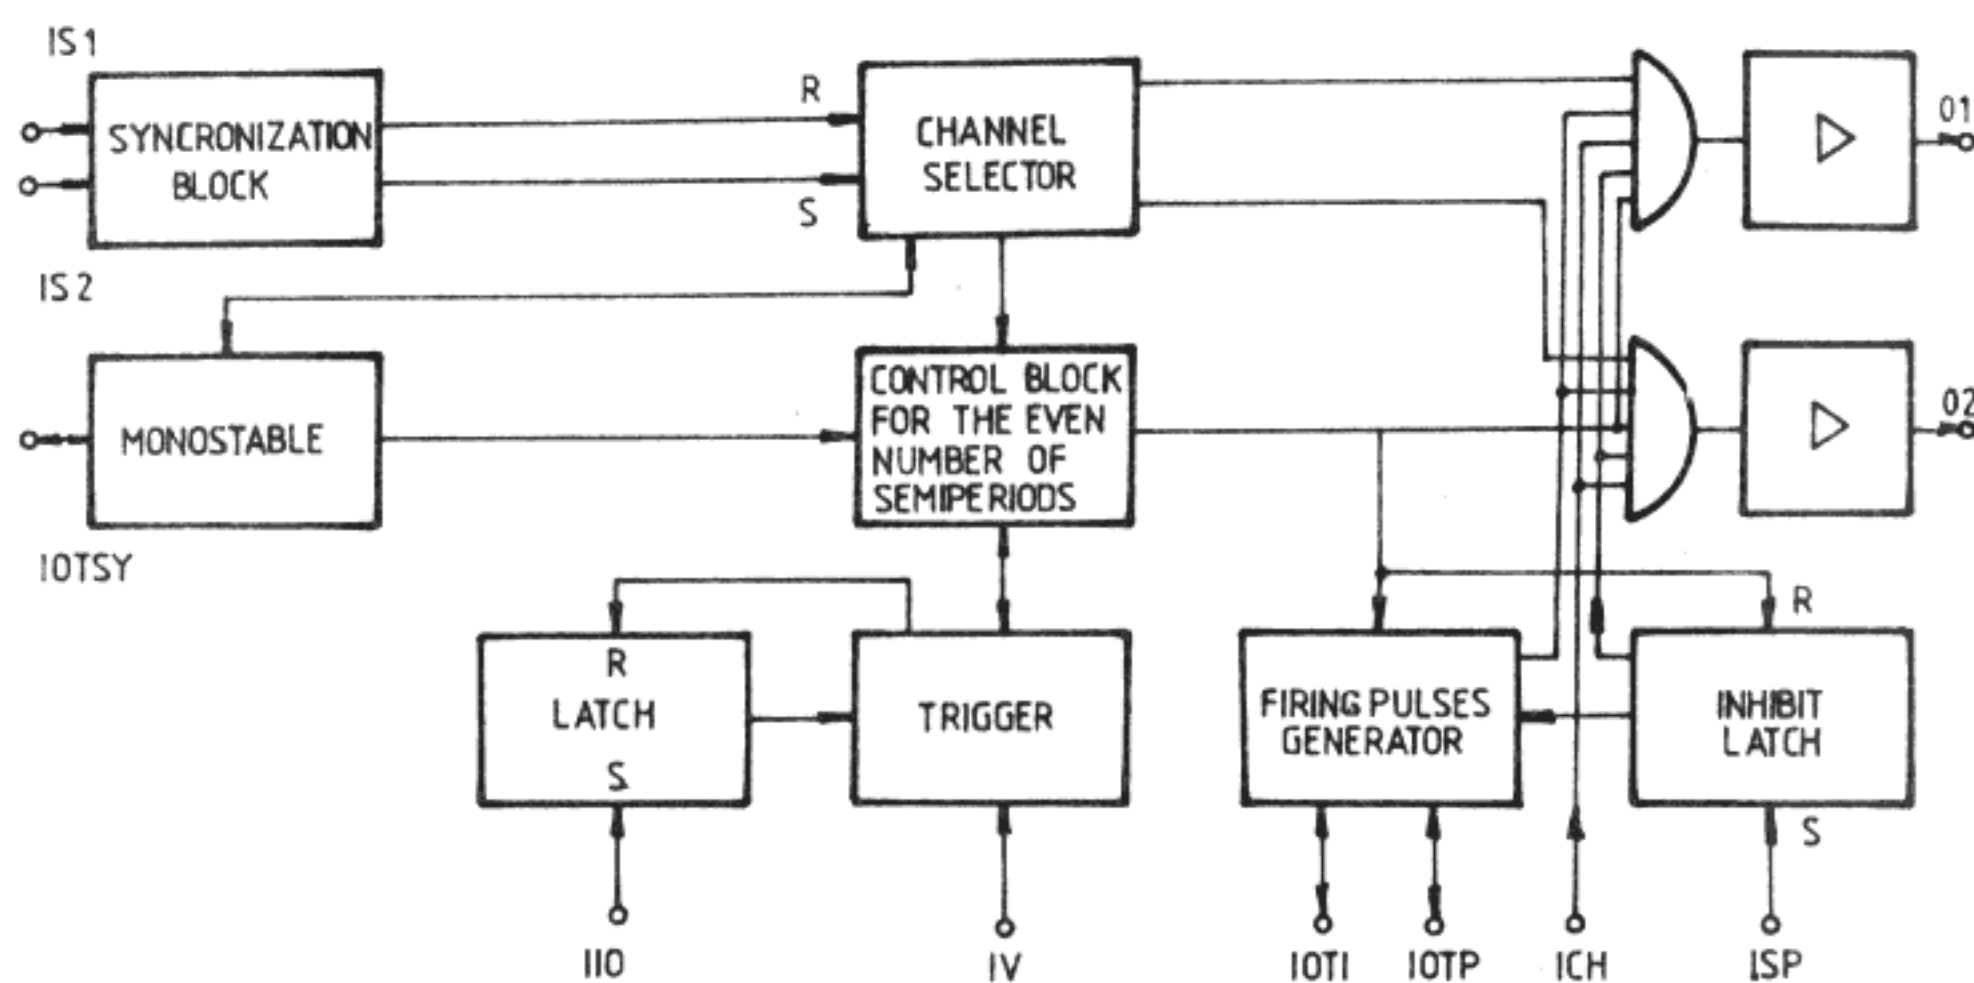 IS1
SYNCRONIZATION
BLOCK
R
S
CHANNEL
SELECTOR
01
IS2
MONOSTABLE
CONTROL BLOCK
FOR THE EVEN
NUMBER OF
SEMIPERIODS
02
IOTSY
R
LATCH
S
TRIGGER
FIRING PULSES
GENERATOR
R
INHIBIT
LATCH
S
IIO
IV
IOTI
IOTP
ICH
ISP